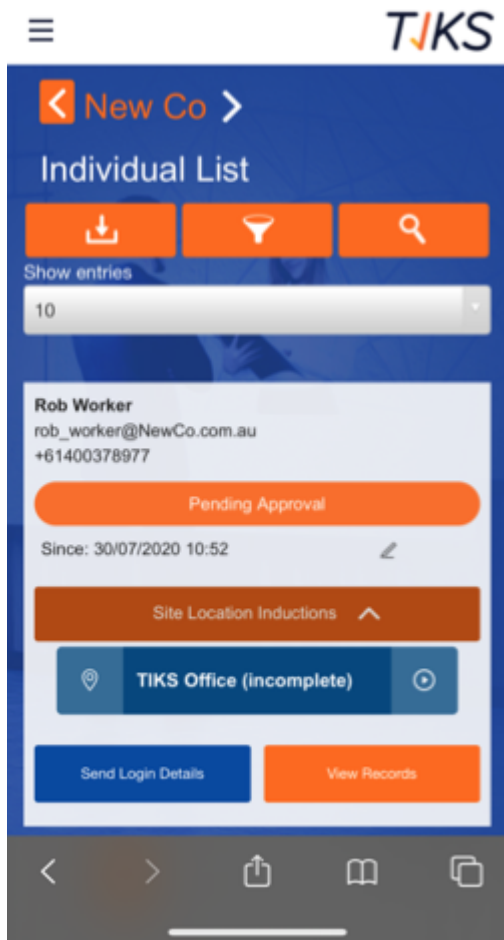 TIKS
New Co
Individual List
Show entries
10
Rob Worker
rob_worker@NewCo.com.au
+61400378977
Pending Approval
Since: 30/07/2020 10:52
Site Location Inductions
TIKS Office (incomplete)
Send Login Details
View Records